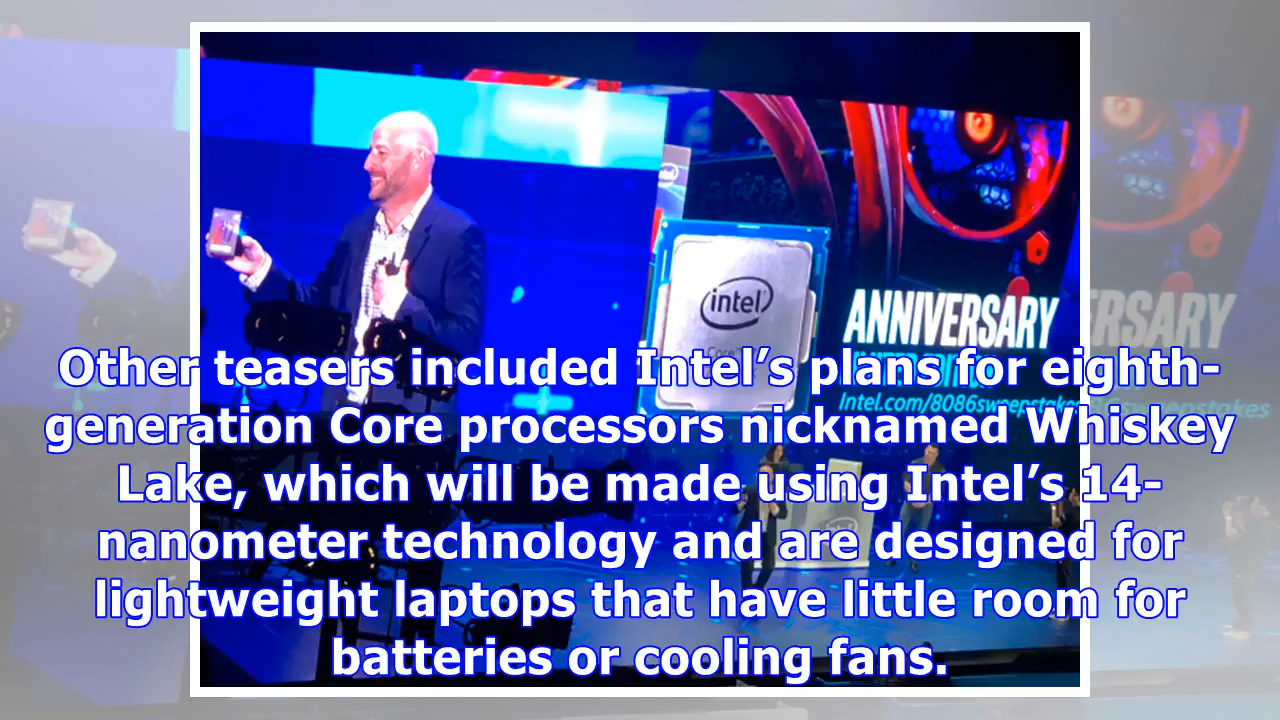 intel
Core
ANNIVERSARY
Intel.com/8086sweepstakes
Other teasers included Intel’s plans for eighth-
generation Core processors nicknamed Whiskey
Lake, which will be made using Intel’s 14-
nanometer technology and are designed for
lightweight laptops that have little room for
batteries or cooling fans.